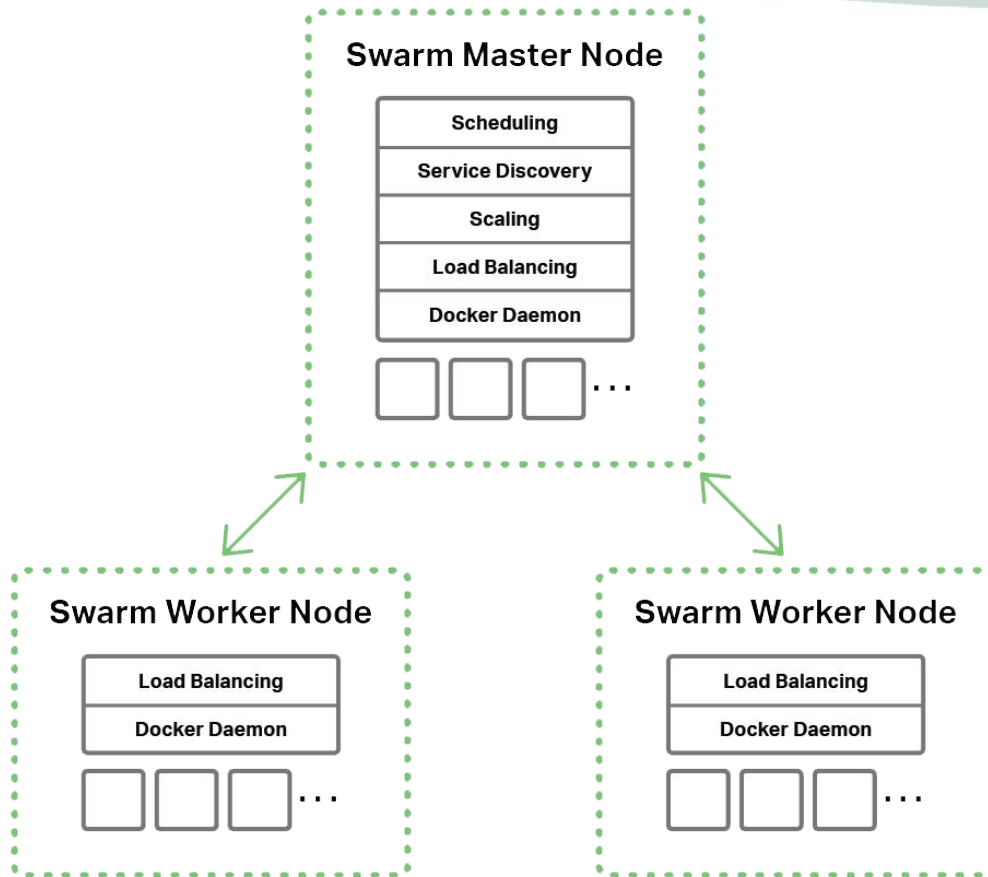 Swarm Master Node
Scheduling
Service Discovery
Scaling
Load Balancing
Docker Daemon
...
Swarm Worker Node
Load Balancing
Docker Daemon
...
Swarm Worker Node
Load Balancing
Docker Daemon
...